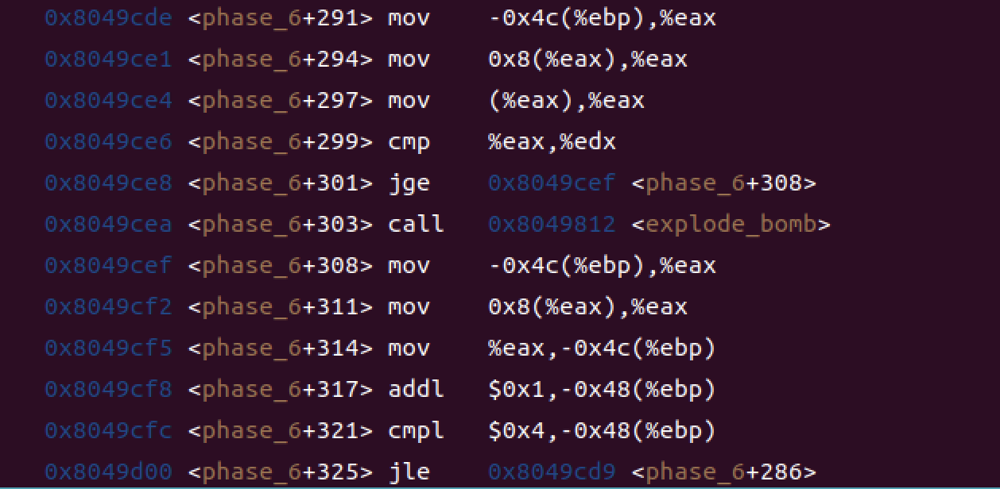 0x8049cde <phase_6+291> mov -0x4c(%ebp),%eax
0x8049ce1 <phase_6+294> mov 0x8(%eax),%eax
0x8049ce4 <phase_6+297> mov (%eax),%eax
0x8049ce6 <phase_6+299> cmp %eax,%edx
0x8049ce8 <phase_6+301> jge 0x8049cef <phase_6+308>
0x8049cea <phase_6+303> call 0x8049812 <explode_bomb>
0x8049cef <phase_6+308> mov -0x4c(%ebp),%eax
0x8049cf2 <phase_6+311> mov 0x8(%eax),%eax
0x8049cf5 <phase_6+314> mov %eax,-0x4c(%ebp)
0x8049cf8 <phase_6+317> addl $0x1,-0x48(%ebp)
0x8049cfc <phase_6+321> cmpl $0x4,-0x48(%ebp)
0x8049d00 <phase_6+325> jle 0x8049cd9 <phase_6+286>